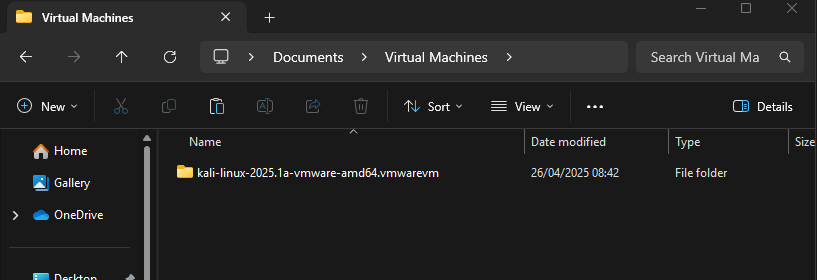 Virtual Machines
Documents > Virtual Machines > Search Virtual Ma
New Sort View ... Details
Name Date modified Type Size
Home
Gallery
OneDrive
Desktop
kali-linux-2025.1a-vmware-amd64.vmwarevm 26/04/2025 08:42 File folder